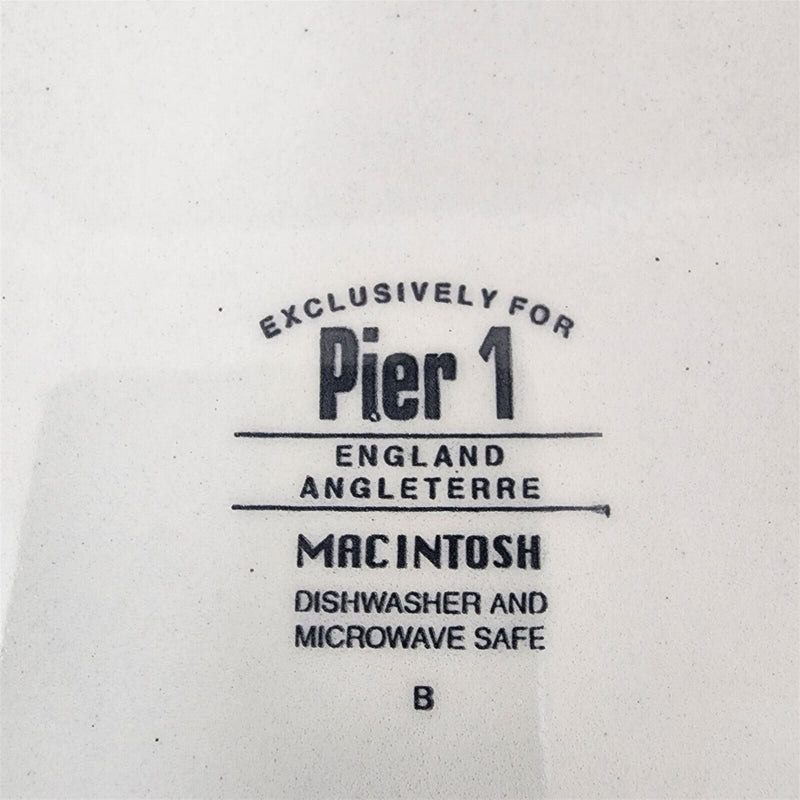 EXCLUSIVELY FOR
Pier 1
ENGLAND
ANGLETERRE
MACINTOSH
DISHWASHER AND
MICROWAVE SAFE
B